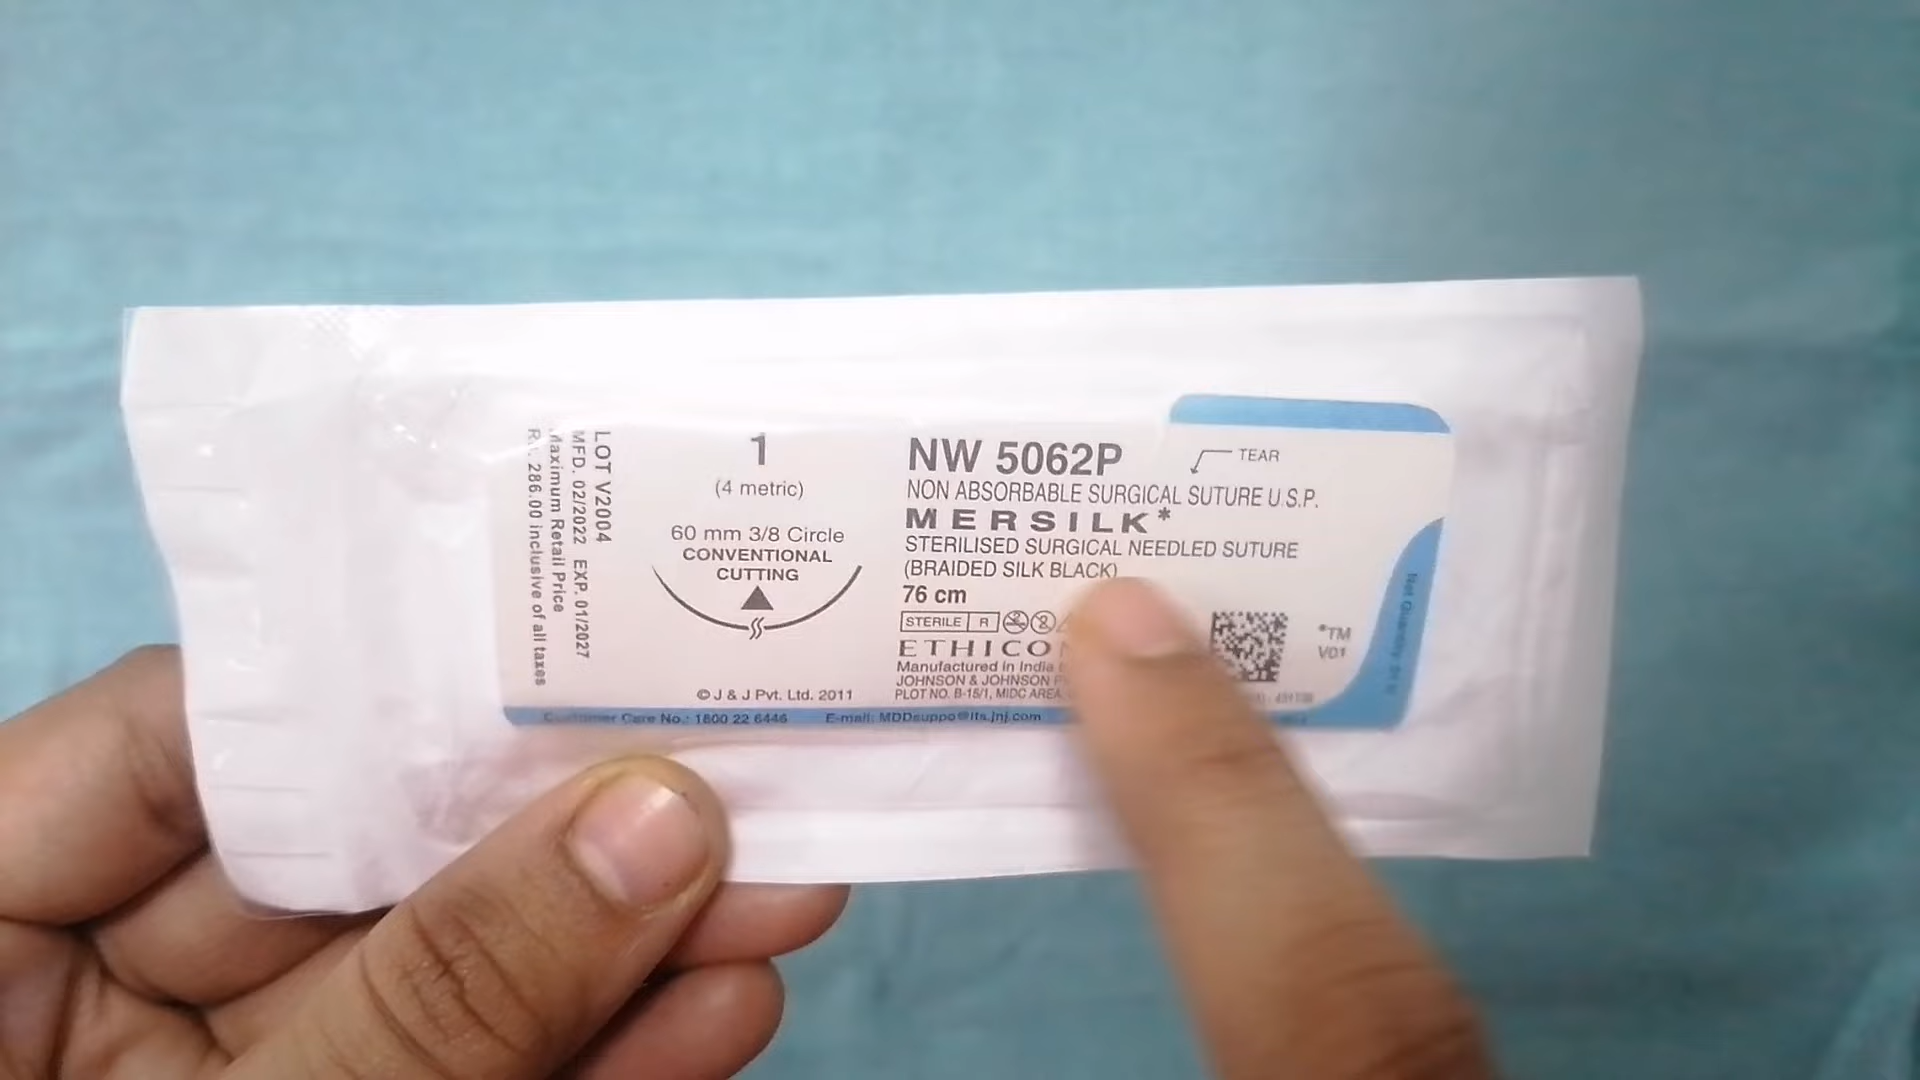 LOT V2004
MFD. 02/2022 EXP. 01/2027
Maximum Retail Price
286.00 inclusive of all taxes
1
(4 metric)
60 mm 3/8 Circle
CONVENTIONAL
CUTTING
© J & J Pvt. Ltd. 2011
NW 5062P
TEAR
NON ABSORBABLE SURGICAL SUTURE U.S.P.
MERSILK*
STERILISED SURGICAL NEEDLED SUTURE
(BRAIDED SILK BLACK)
76 cm
STERILE R
ETHICON
Manufactured in India
JOHNSON & JOHNSON
PLOT NO. B-15/1, MIDC AREA,
*TM
V01
Net Quantity:
Customer Care No.: 1800 22 6446 E-mail: MDDsuppo@its.jnj.com